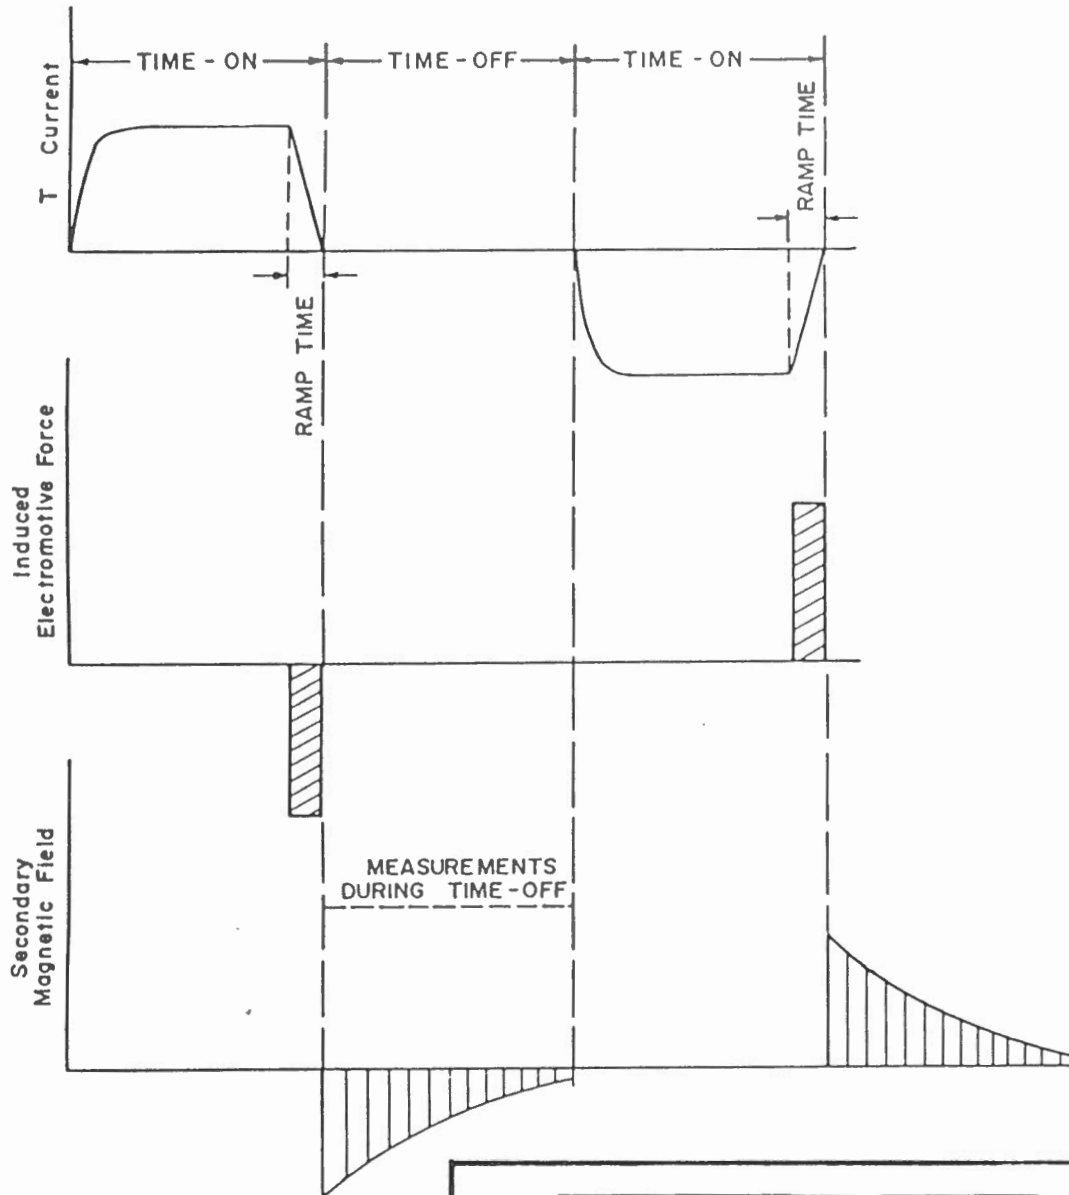 TIME - ON
TIME - OFF
TIME - ON
T Current
RAMP TIME
RAMP TIME
Induced
Electromotive Force
MEASUREMENTS
DURING TIME-OFF
Secondary
Magnetic Field